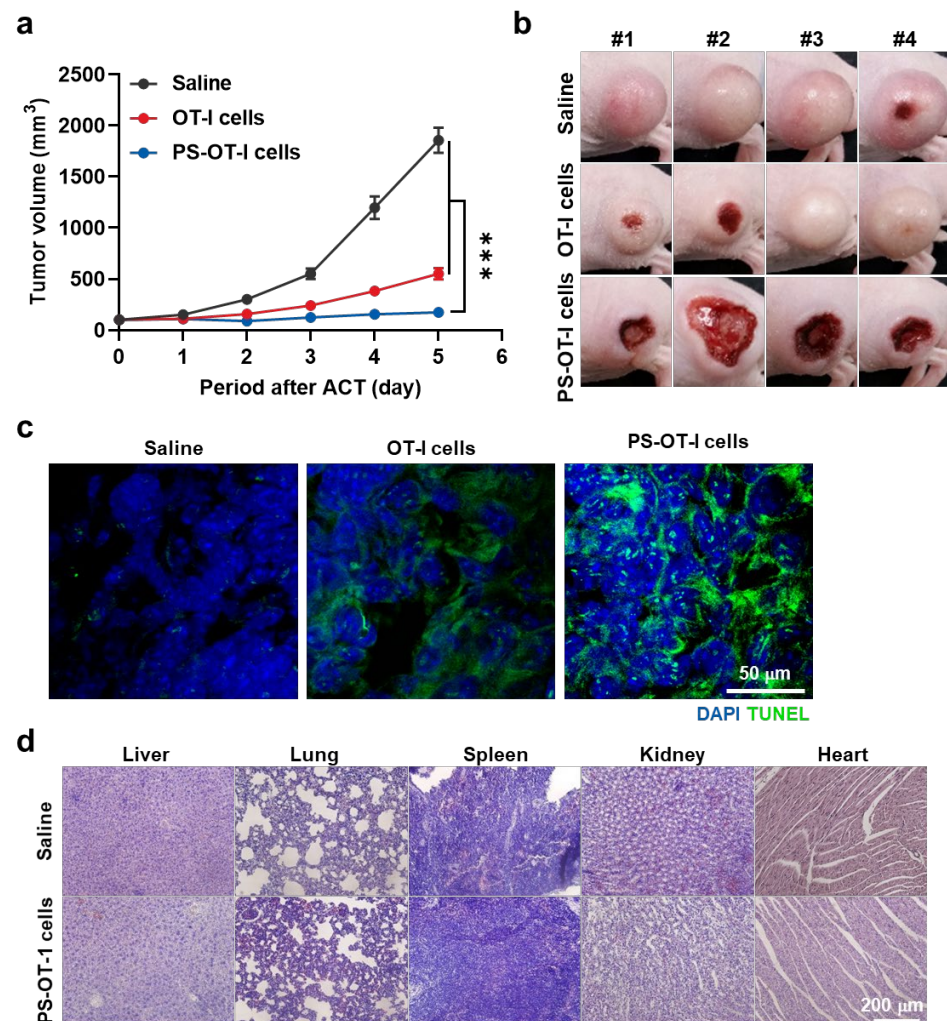 a
Tumor volume (mm³)
2500
2000
1500
1000
500
0
Saline
OT-I cells
PS-OT-I cells
***
0 1 2 3 4 5 6
Period after ACT (day)
b
#1 #2 #3 #4
Saline
OT-I cells
PS-OT-I cells
c
Saline OT-I cells PS-OT-I cells
50 μm
DAPI TUNEL
d
Liver Lung Spleen Kidney Heart
Saline
PS-OT-1 cells
200 μm